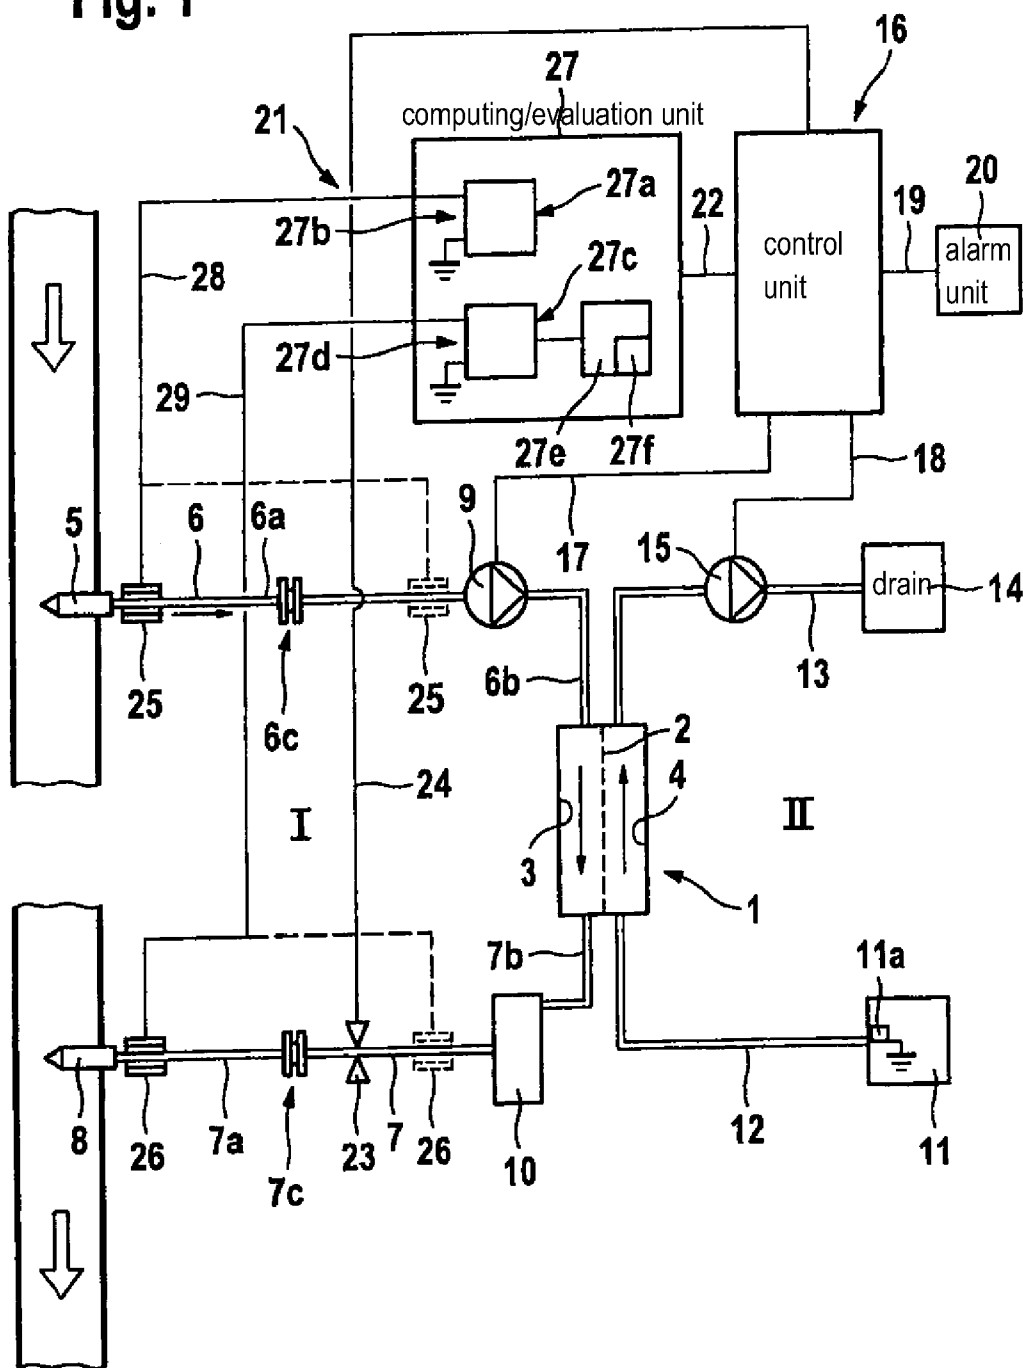 Fig. 1
16
27
computing/evaluation unit
21
27a
20
27b
22
19
control
unit
alarm
unit
28
27c
27d
29
27e
27f
18
9
17
5
6
6a
15
drain
14
25
25
13
6b
6c
2
24
4
I
II
3
1
7b
11a
8
26
7a
23
7
26
10
12
11
7c